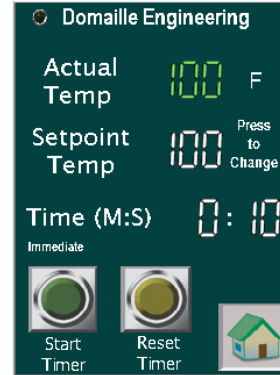 Domaille Engineering
Actual
Temp
100 F
Setpoint
Temp
100
Press
to
Change
Time (M:S) 0:10
Immediate
Start
Timer
Reset
Timer